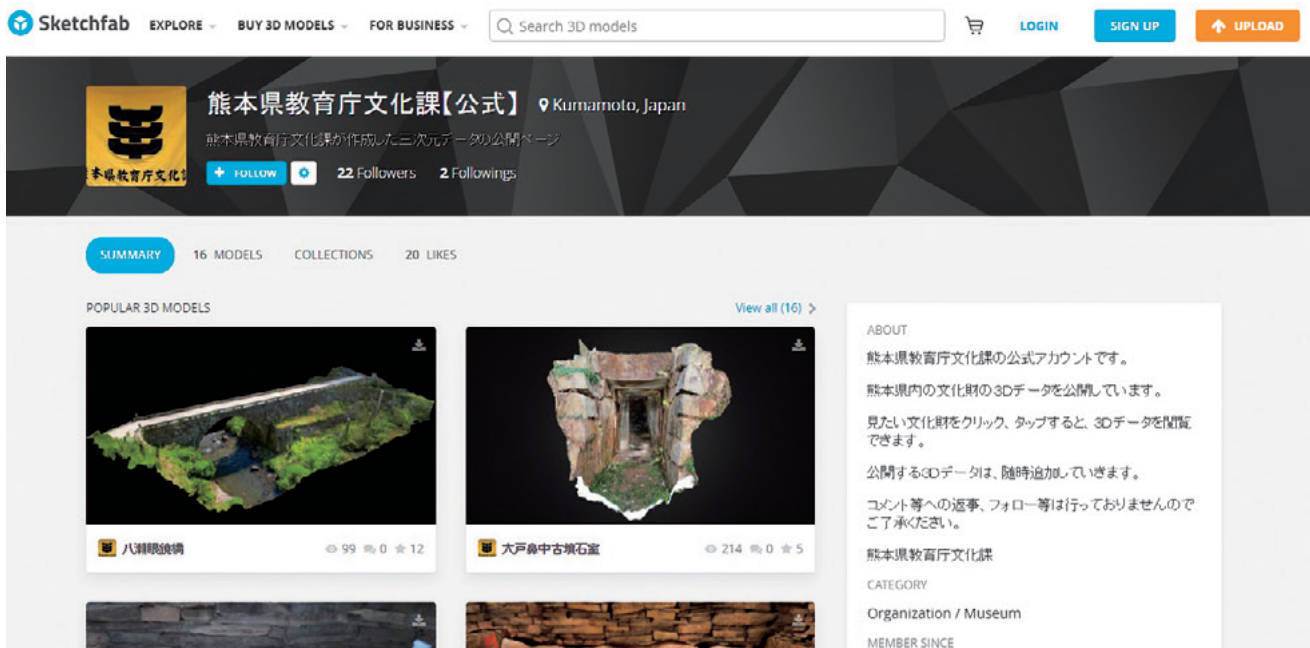 Sketchfab EXPLORE BUY 3D MODELS FOR BUSINESS Search 3D models LOGIN SIGN UP UPLOAD
熊本県教育庁文化課【公式】 Kumamoto, Japan
熊本県教育庁文化課が作成した三次元データの公開ページ
本県教育庁文化
+ FOLLOW 22 Followers 2 Followings
SUMMARY 16 MODELS COLLECTIONS 20 LIKES
POPULAR 3D MODELS View all (16)
八瀬眼鏡橋 99 0 12
大戸鼻中古墳石室 214 0 5
ABOUT
熊本県教育庁文化課の公式アカウントです。
熊本県内の文化財の3Dデータを公開しています。
見たい文化財をクリック、タップすると、3Dデータを閲覧
できます。
公開する3Dデータは、随時追加していきます。
コメント等への返事、フォロー等は行っておりませんので
ご了承ください。
熊本県教育庁文化課
CATEGORY
Organization / Museum
MEMBER SINCE